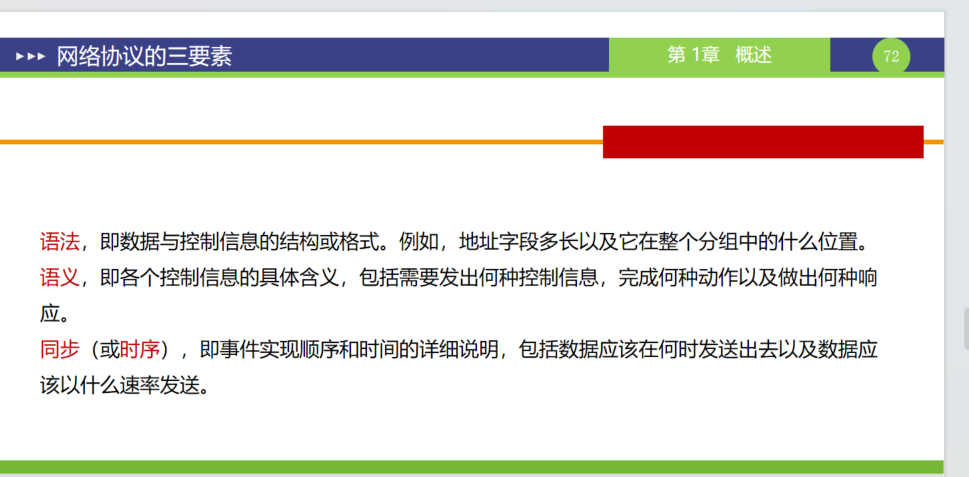 ▸▸▸ 网络协议的三要素
第 1章 概述
72
语法，即数据与控制信息的结构或格式。例如，地址字段多长以及它在整个分组中的什么位置。
语义，即各个控制信息的具体含义，包括需要发出何种控制信息，完成何种动作以及做出何种响
应。
同步（或时序），即事件实现顺序和时间的详细说明，包括数据应该在何时发送出去以及数据应
该以什么速率发送。